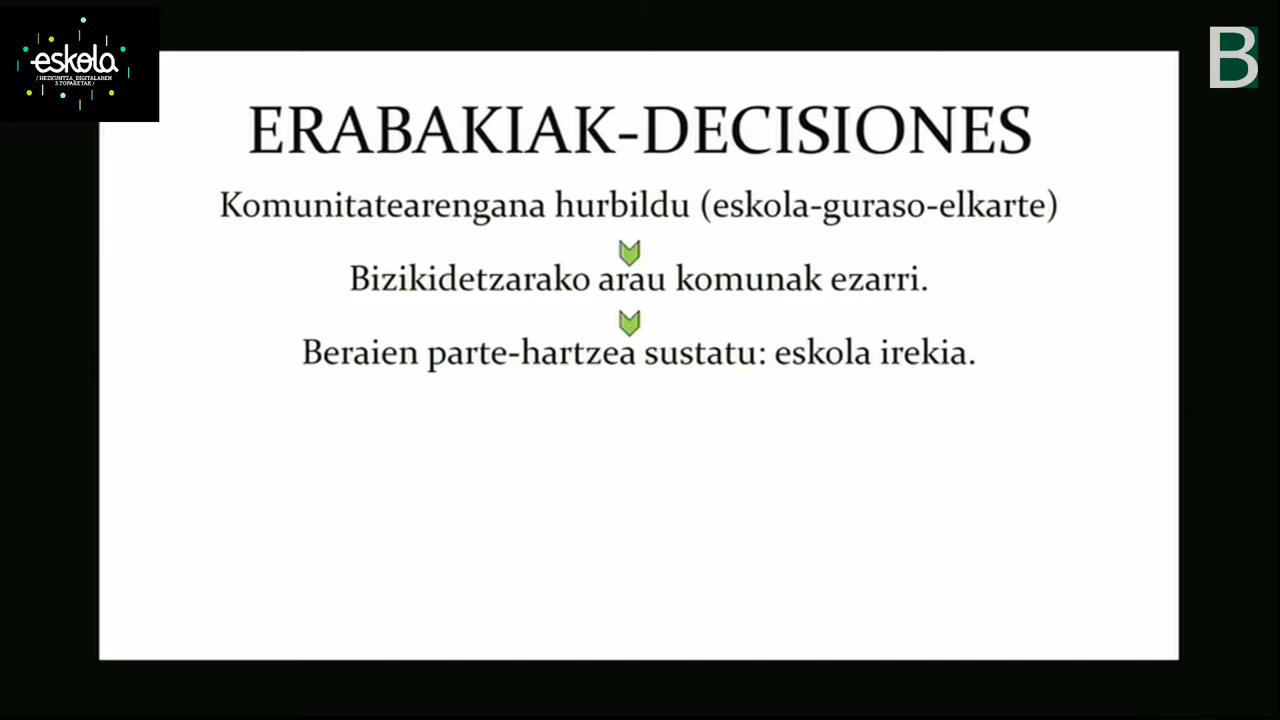 eskola
/ HEZKUNTZA_DIGITALAREN
3.TOPAKETAK /
B
ERABAKIAK-DECISIONES
Komunitatearengana hurbildu (eskola-guraso-elkarte)
Bizikidetzarako arau komunak ezarri.
Beraien parte-hartzea sustatu: eskola irekia.